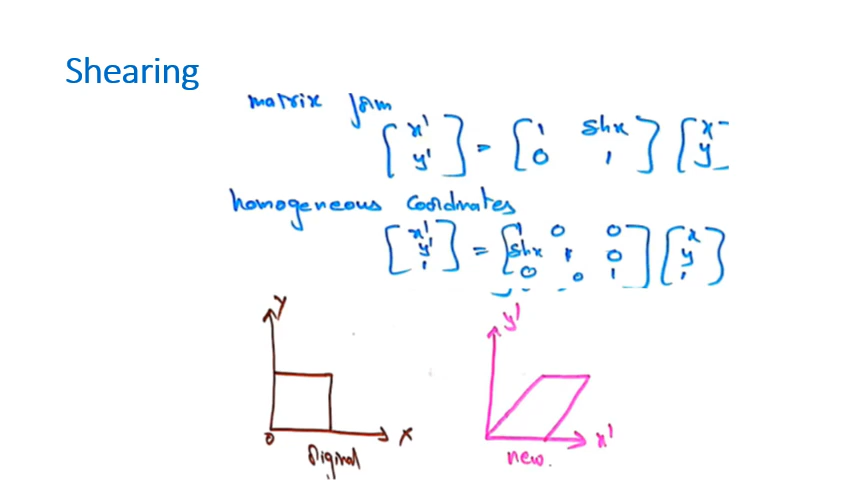 Shearing
matrix form
[x' y'] = [1 shx 0 1] [x y]
homogeneous coordinates
[x' y' 1] = [1 0 0 shx 1 0 0 0 1] [x y 1]
y y'
0 x x'
original new.